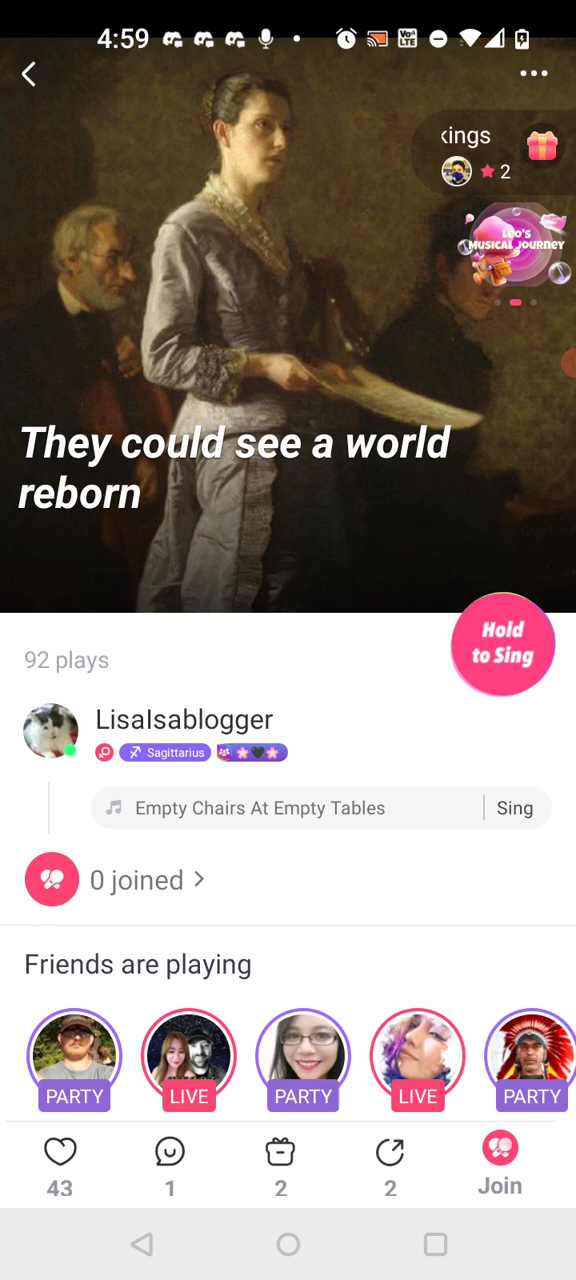 4:59
Vo LTE
kings
2
Leo's
Musical Journey
They could see a world
reborn
Hold
to Sing
92 plays
LisaIsablogger
Sagittarius
Empty Chairs At Empty Tables
Sing
0 joined >
Friends are playing
PARTY
LIVE
PARTY
LIVE
PARTY
43
1
2
2
Join